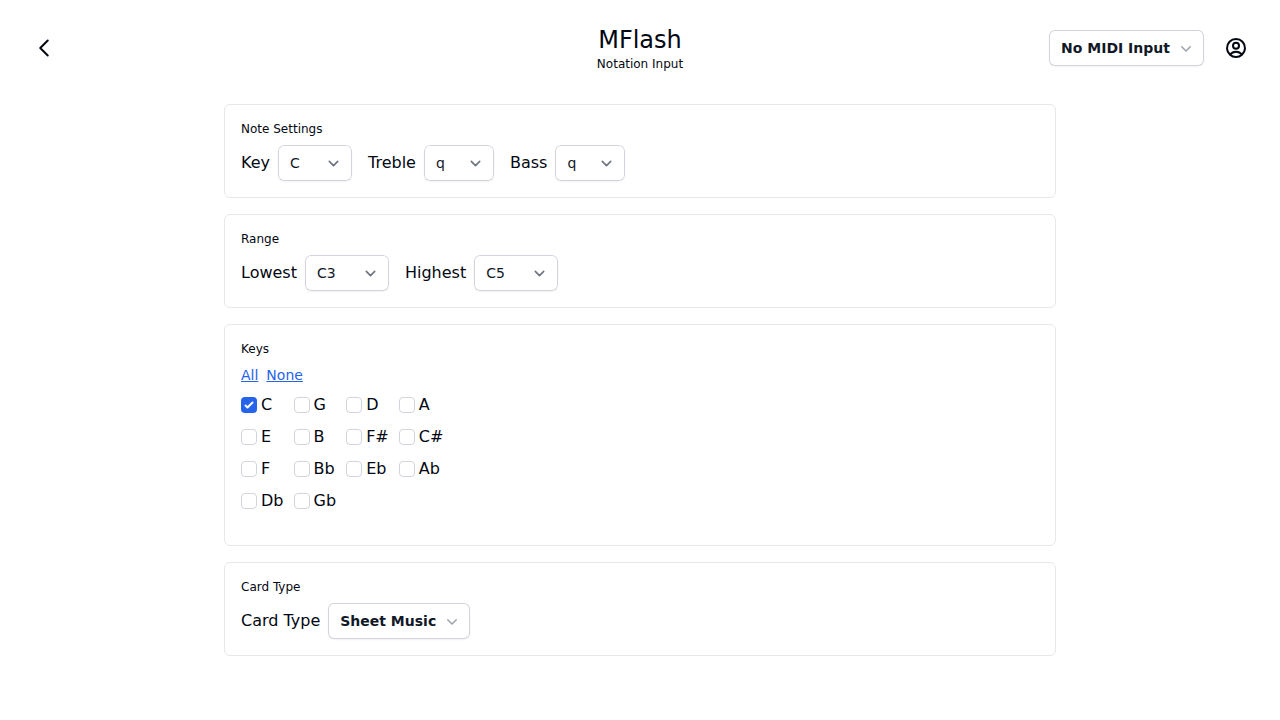 MFlash
Notation Input
No MIDI Input
Note Settings
Key C Treble q Bass q
Range
Lowest C3 Highest C5
Keys
All None
C G D A
E B F# C#
F Bb Eb Ab
Db Gb
Card Type
Card Type Sheet Music